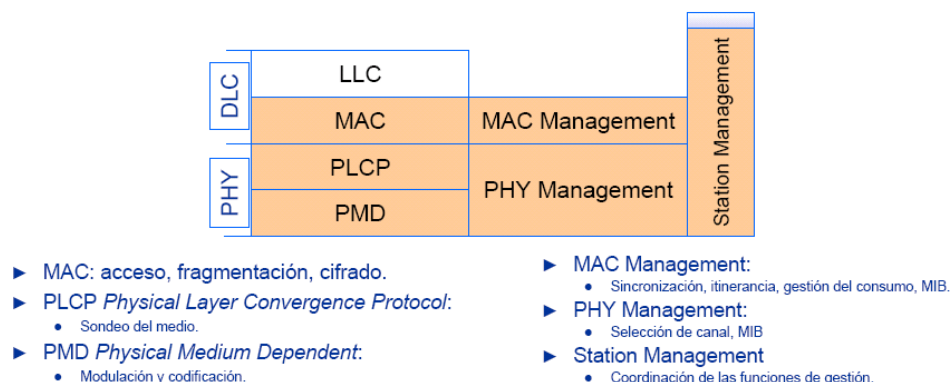 DLC
LLC
MAC
MAC Management
PHY
PLCP
PMD
PHY Management
Station Management
► MAC: acceso, fragmentación, cifrado.
► PLCP Physical Layer Convergence Protocol:
• Sondeo del medio.
► PMD Physical Medium Dependent:
• Modulación y codificación.
► MAC Management:
• Sincronización, itinerancia, gestión del consumo, MIB.
► PHY Management:
• Selección de canal, MIB
► Station Management
• Coordinación de las funciones de gestión.